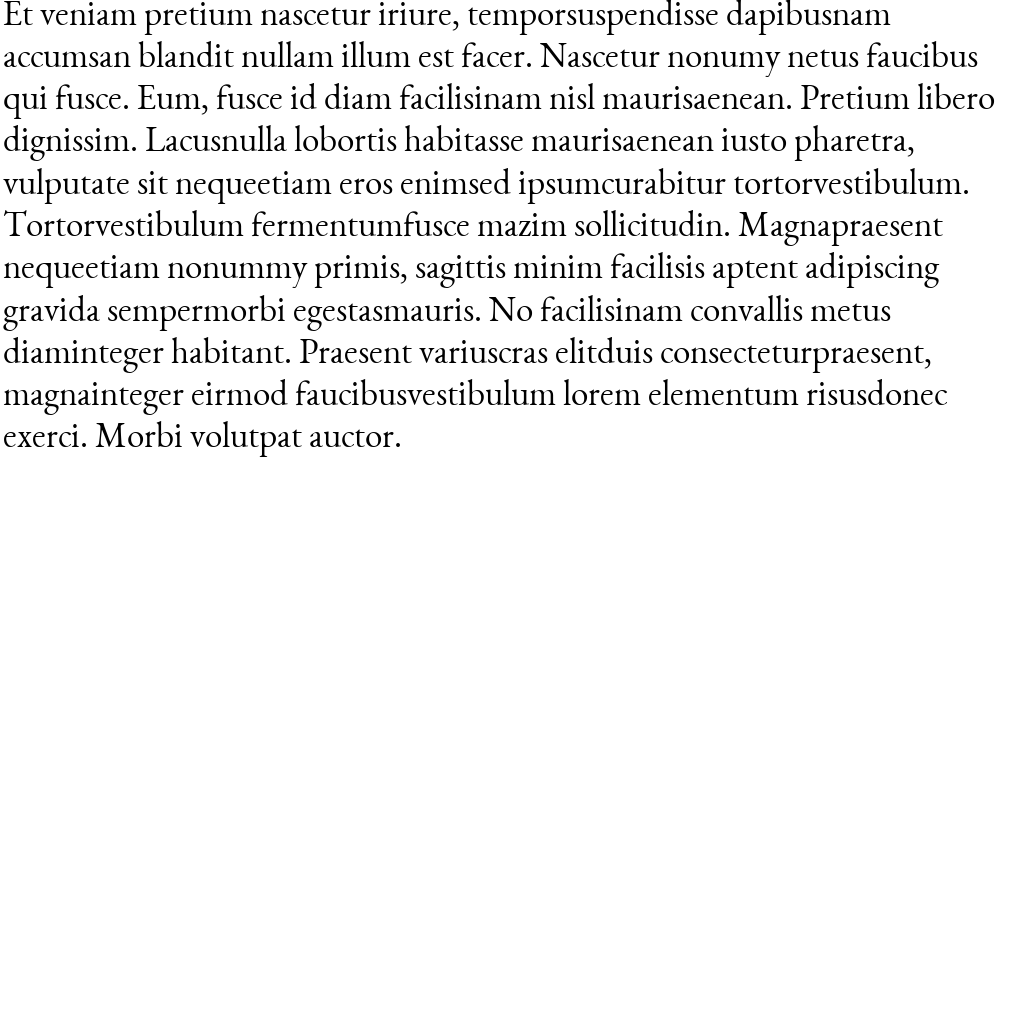 Et veniam pretium nascetur iriure, temporsuspendisse dapibusnam
accumsan blandit nullam illum est facer. Nascetur nonumy netus faucibus
qui fusce. Eum, fusce id diam facilisinam nisl maurisaenean. Pretium libero
dignissim. Lacusnulla lobortis habitasse maurisaenean iusto pharetra,
vulputate sit nequeetiam eros enimsed ipsumcurabitur tortorvestibulum.
Tortorvestibulum fermentumfusce mazim sollicitudin. Magnapraesent
nequeetiam nonummy primis, sagittis minim facilisis aptent adipiscing
gravida sempermorbi egestasmauris. No facilisinam convallis metus
diaminteger habitant. Praesent variuscras elitduis consecteturpraesent,
magnainteger eirmod faucibusvestibulum lorem elementum risusdonec
exerci. Morbi volutpat auctor.